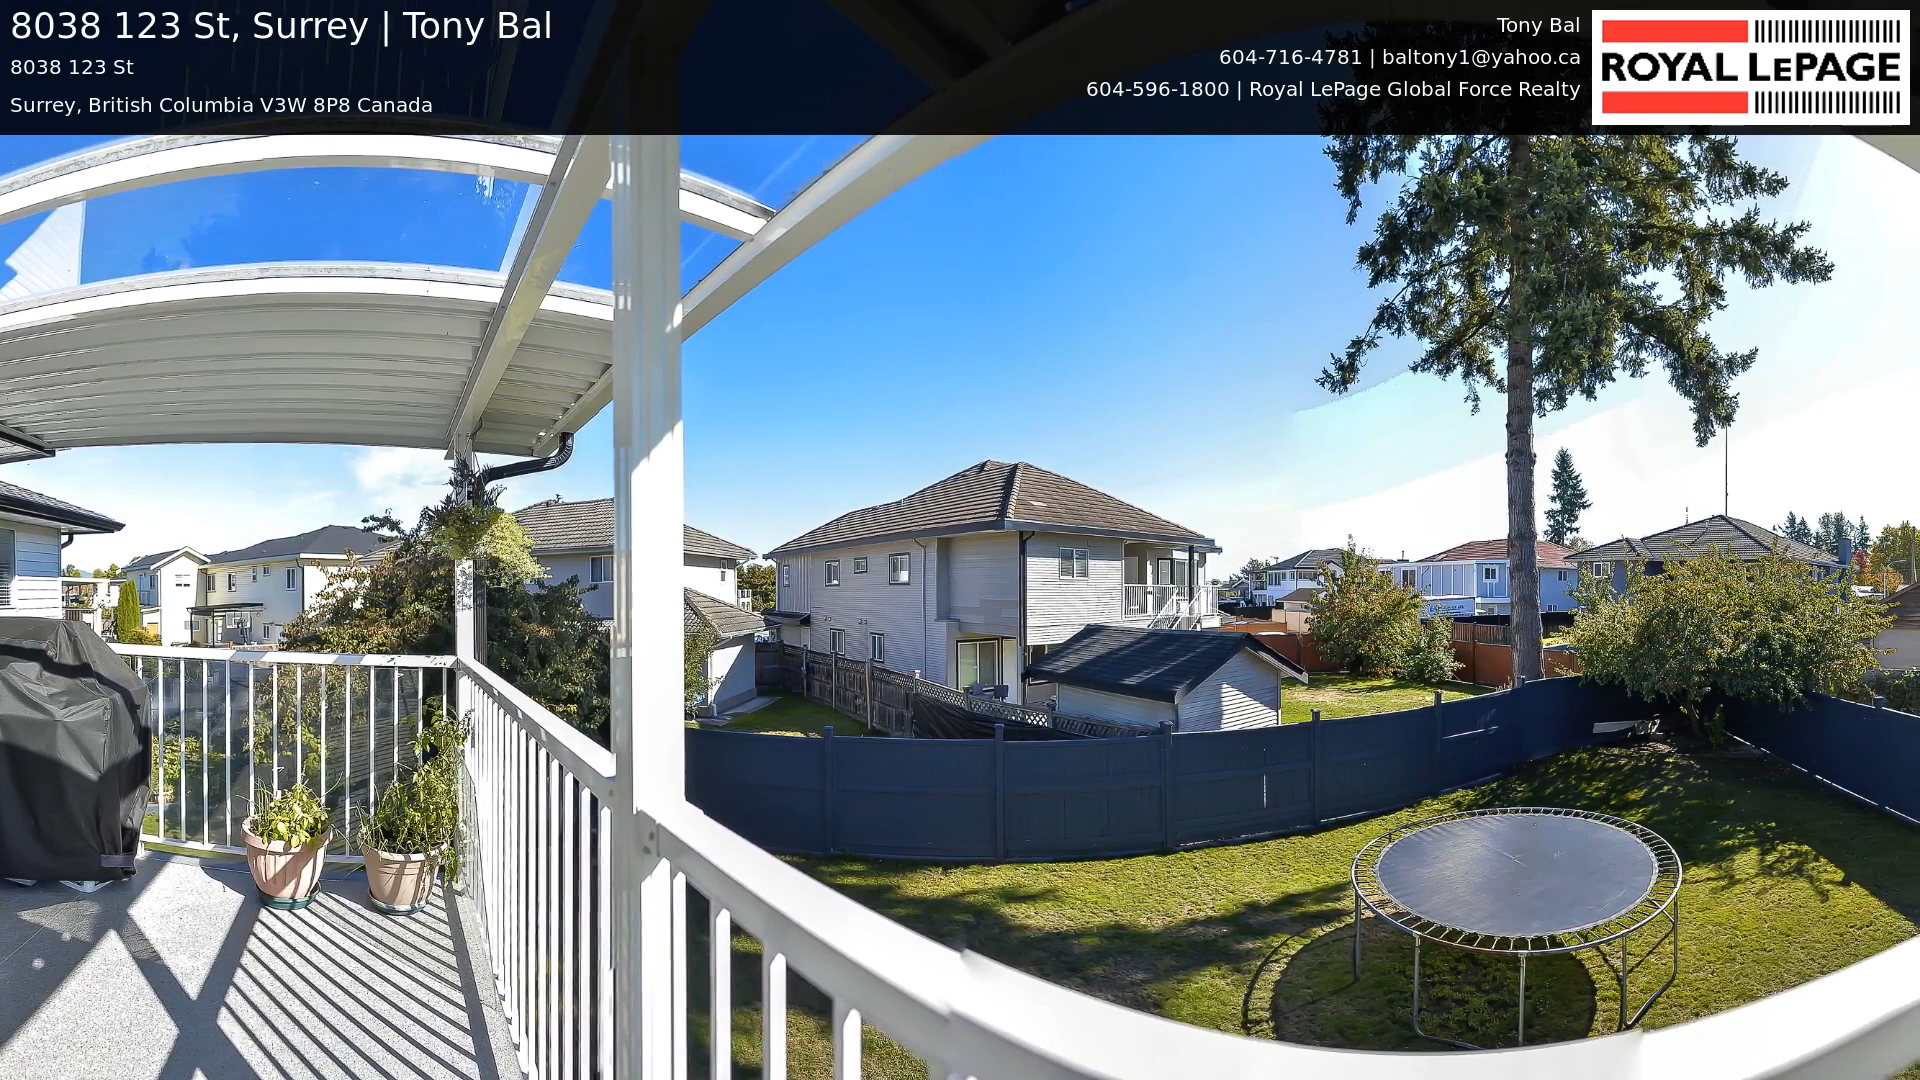 8038 123 St, Surrey | Tony Bal
8038 123 St
Surrey, British Columbia V3W 8P8 Canada
Tony Bal
604-716-4781 | baltony1@yahoo.ca
604-596-1800 | Royal LePage Global Force Realty
ROYAL LEPAGE